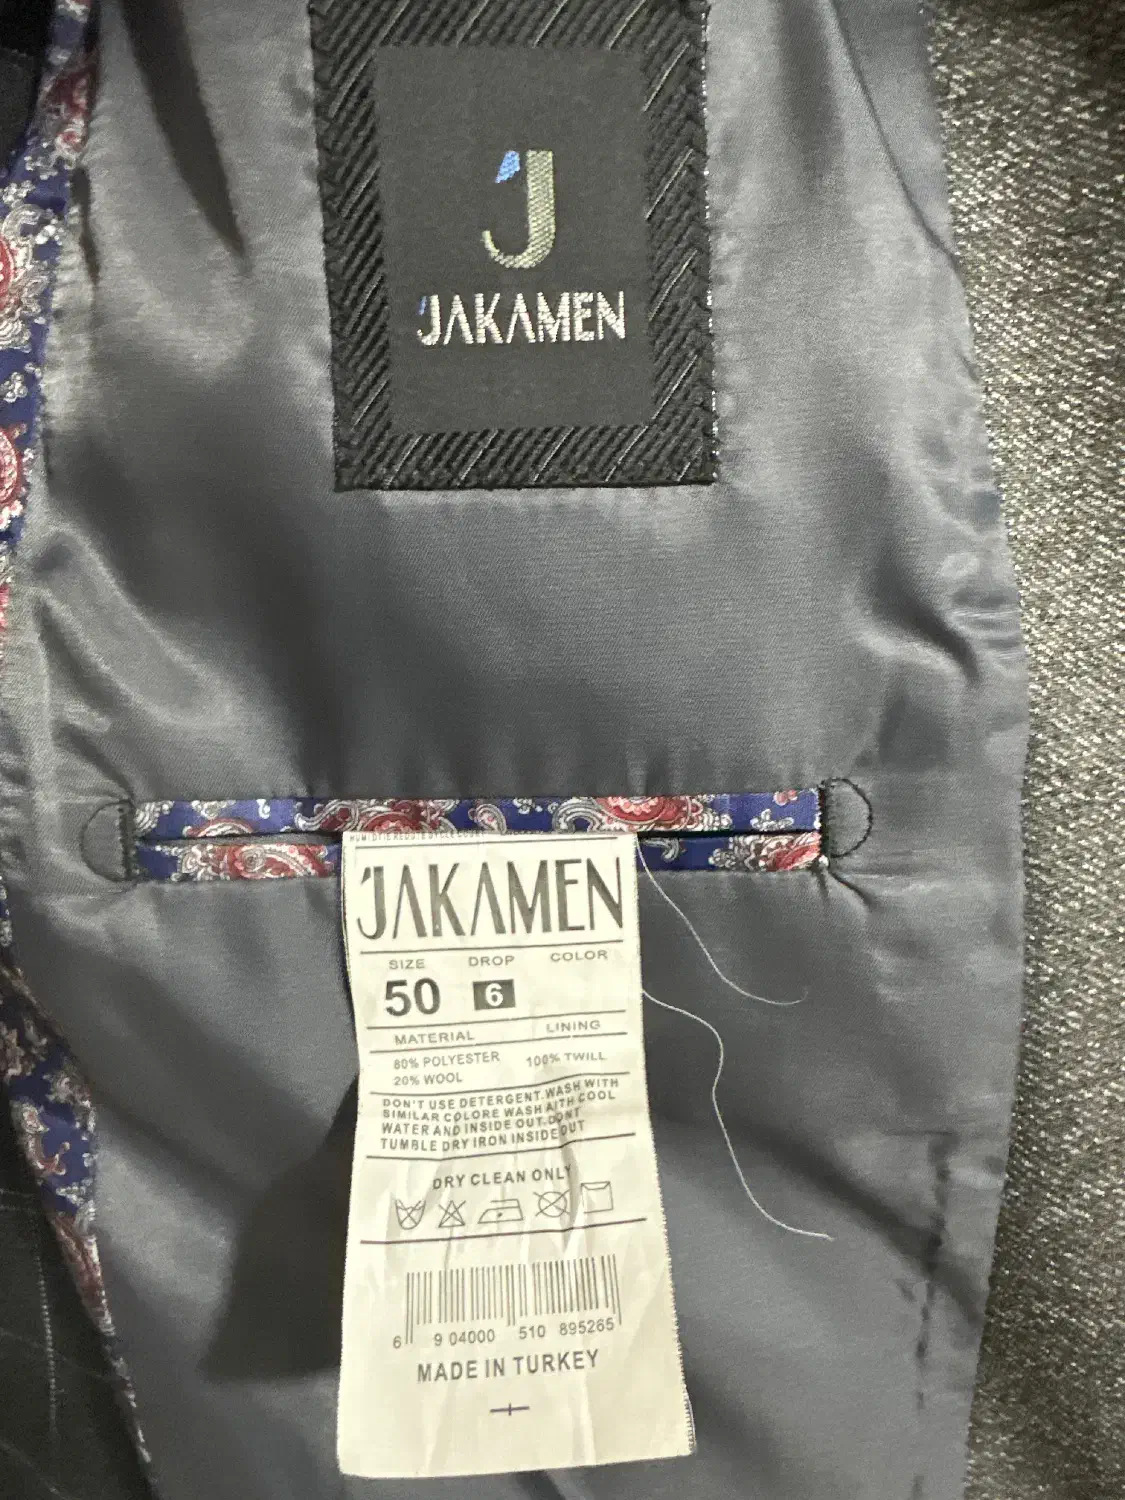 J
JAKAMEN
JAKAMEN
SIZE DROP COLOR
50 6
MATERIAL LINING
80% POLYESTER 100% TWILL
20% WOOL
DON'T USE DETERGENT.WASH WITH
SIMILAR COLORE WASH AITH COOL
WATER AND INSIDE OUT.DONT
TUMBLE DRY IRON INSIDE OUT
DRY CLEAN ONLY
6 904000 510 895265
MADE IN TURKEY